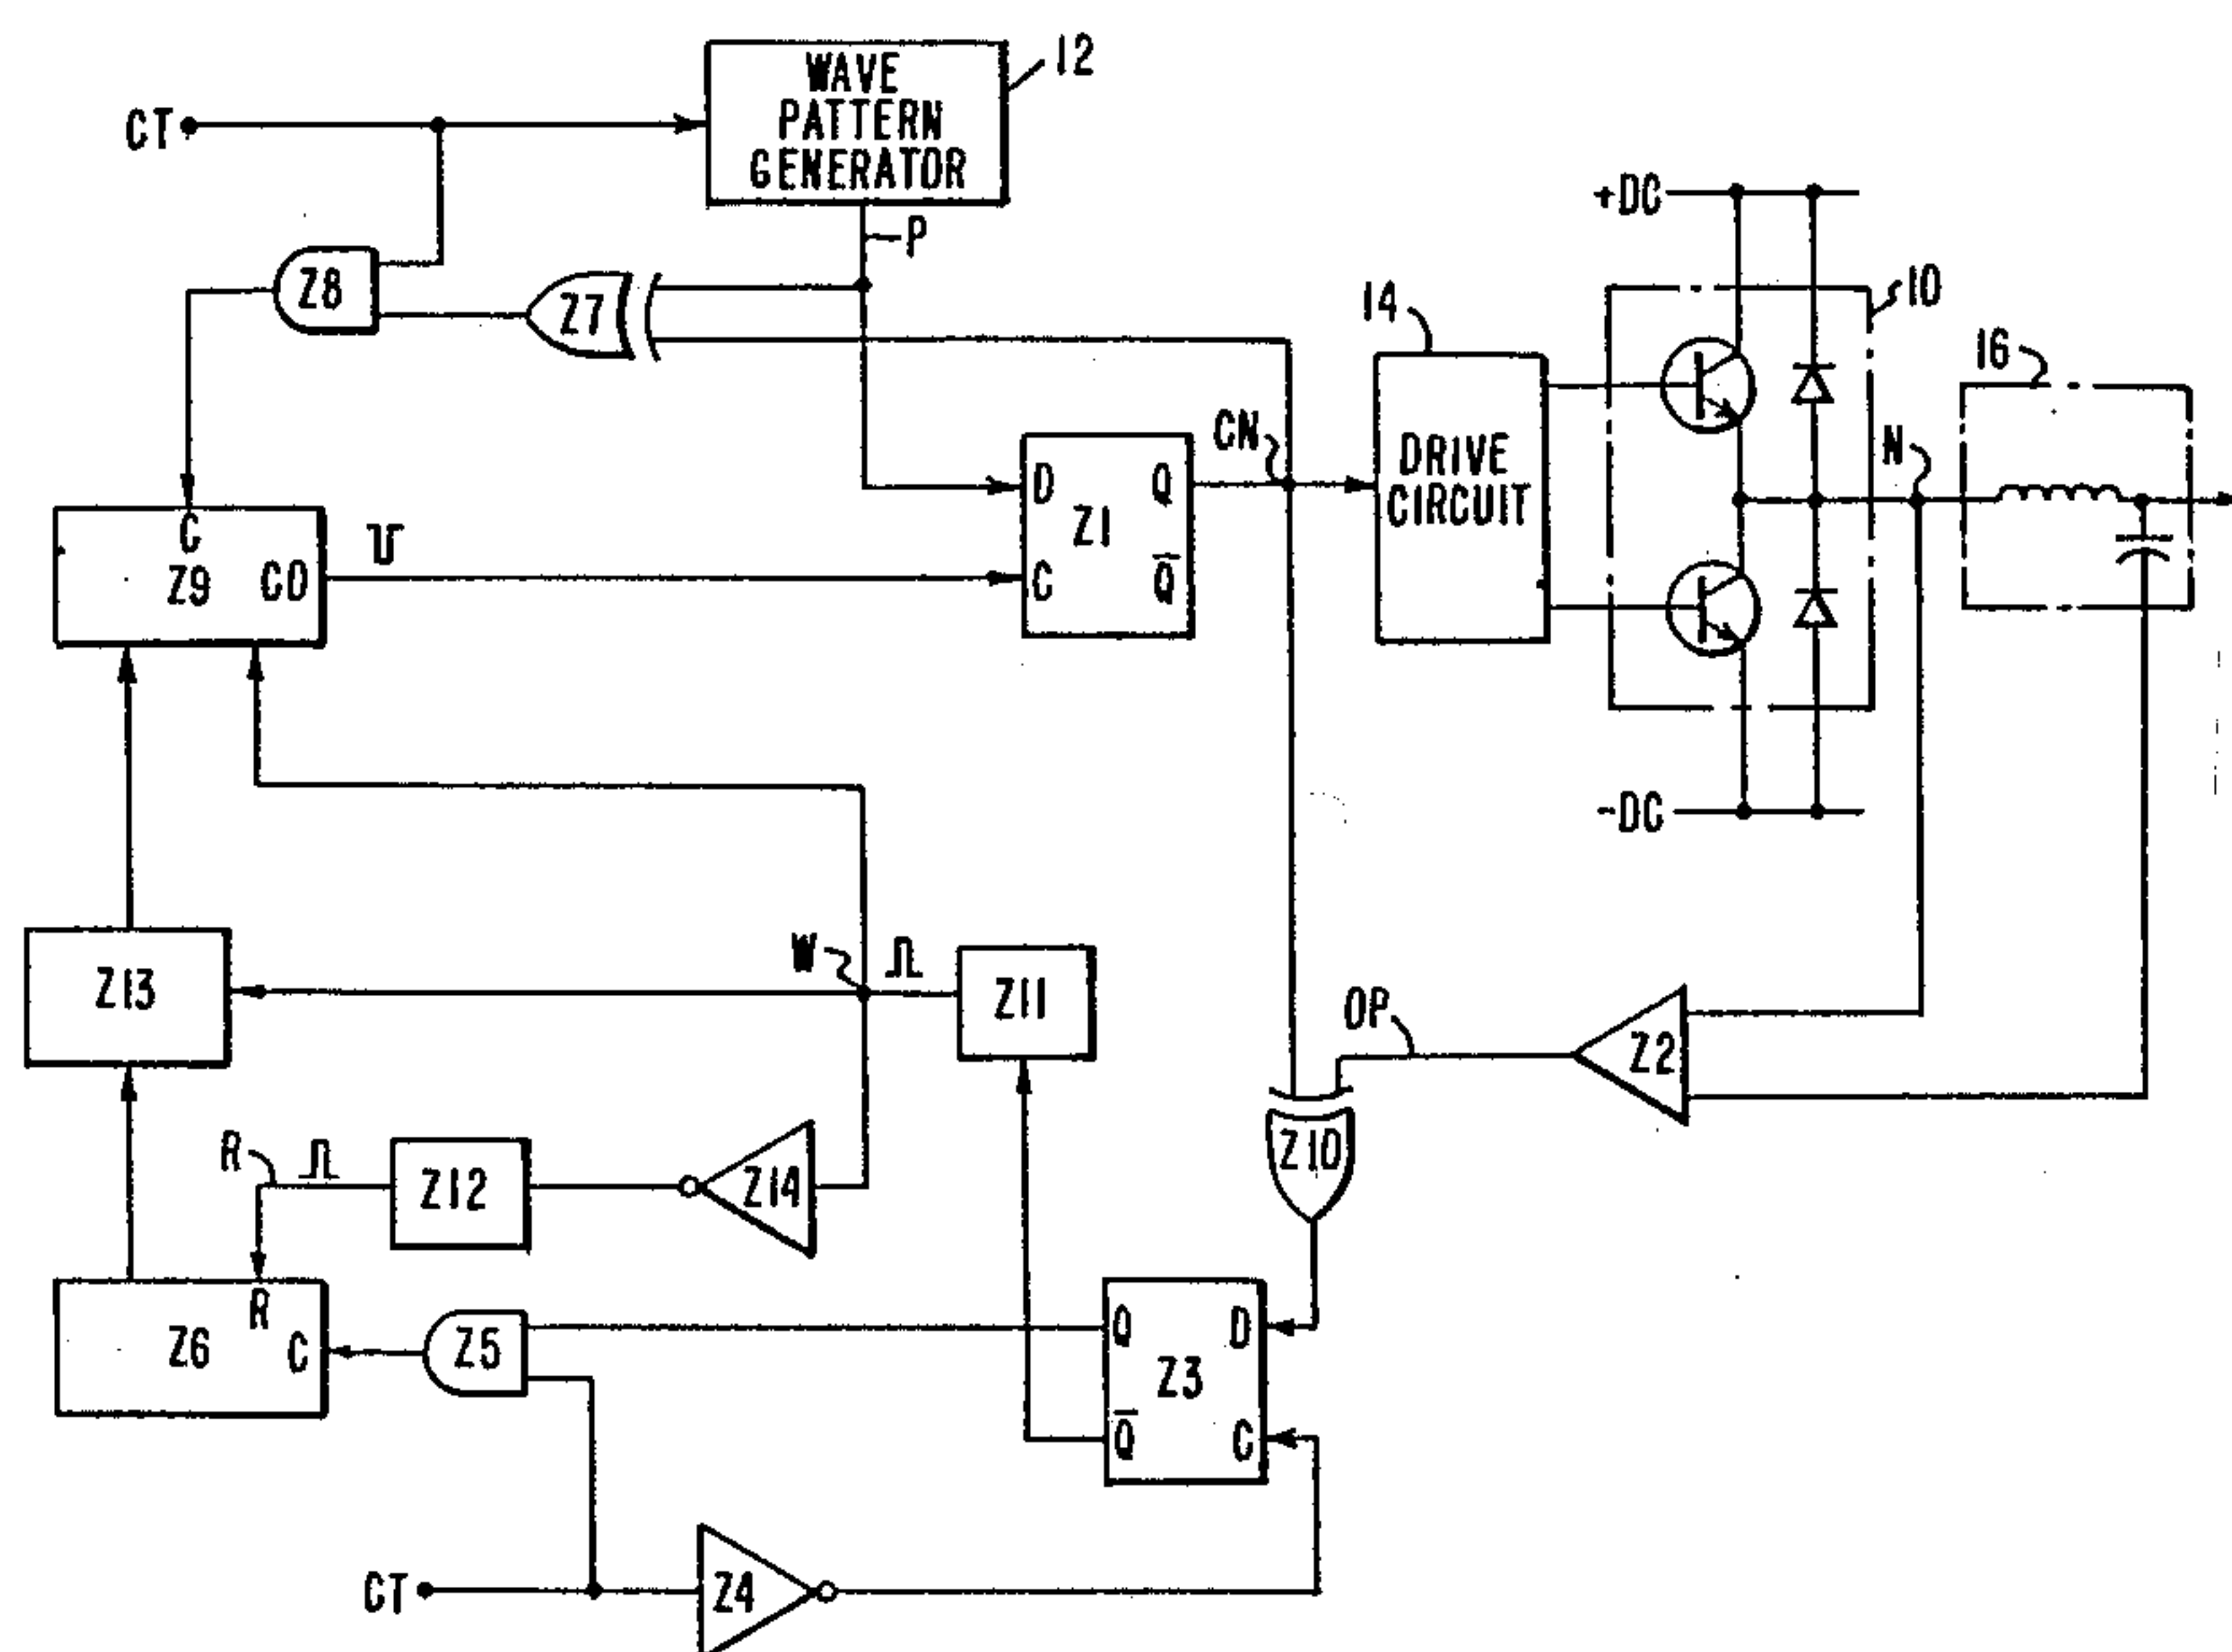 12
WAVE
PATTERN
GENERATOR
CT
P
+DC
Z8
Z7
14
10
16
CN
N
D Q
Z1
C Q̅
DRIVE
CIRCUIT
C
Z9 CO
-DC
W
Z13
Z11
OP
Z2
R
Z12
Z14
Z10
R
Z6 C
Z5
Q D
Z3
Q̅ C
CT
Z4